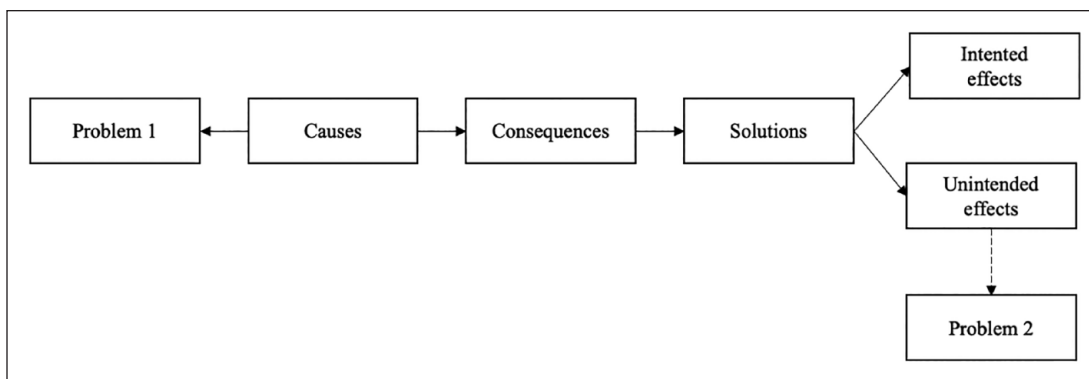 Problem 1
Causes
Consequences
Solutions
Intented
effects
Unintended
effects
Problem 2